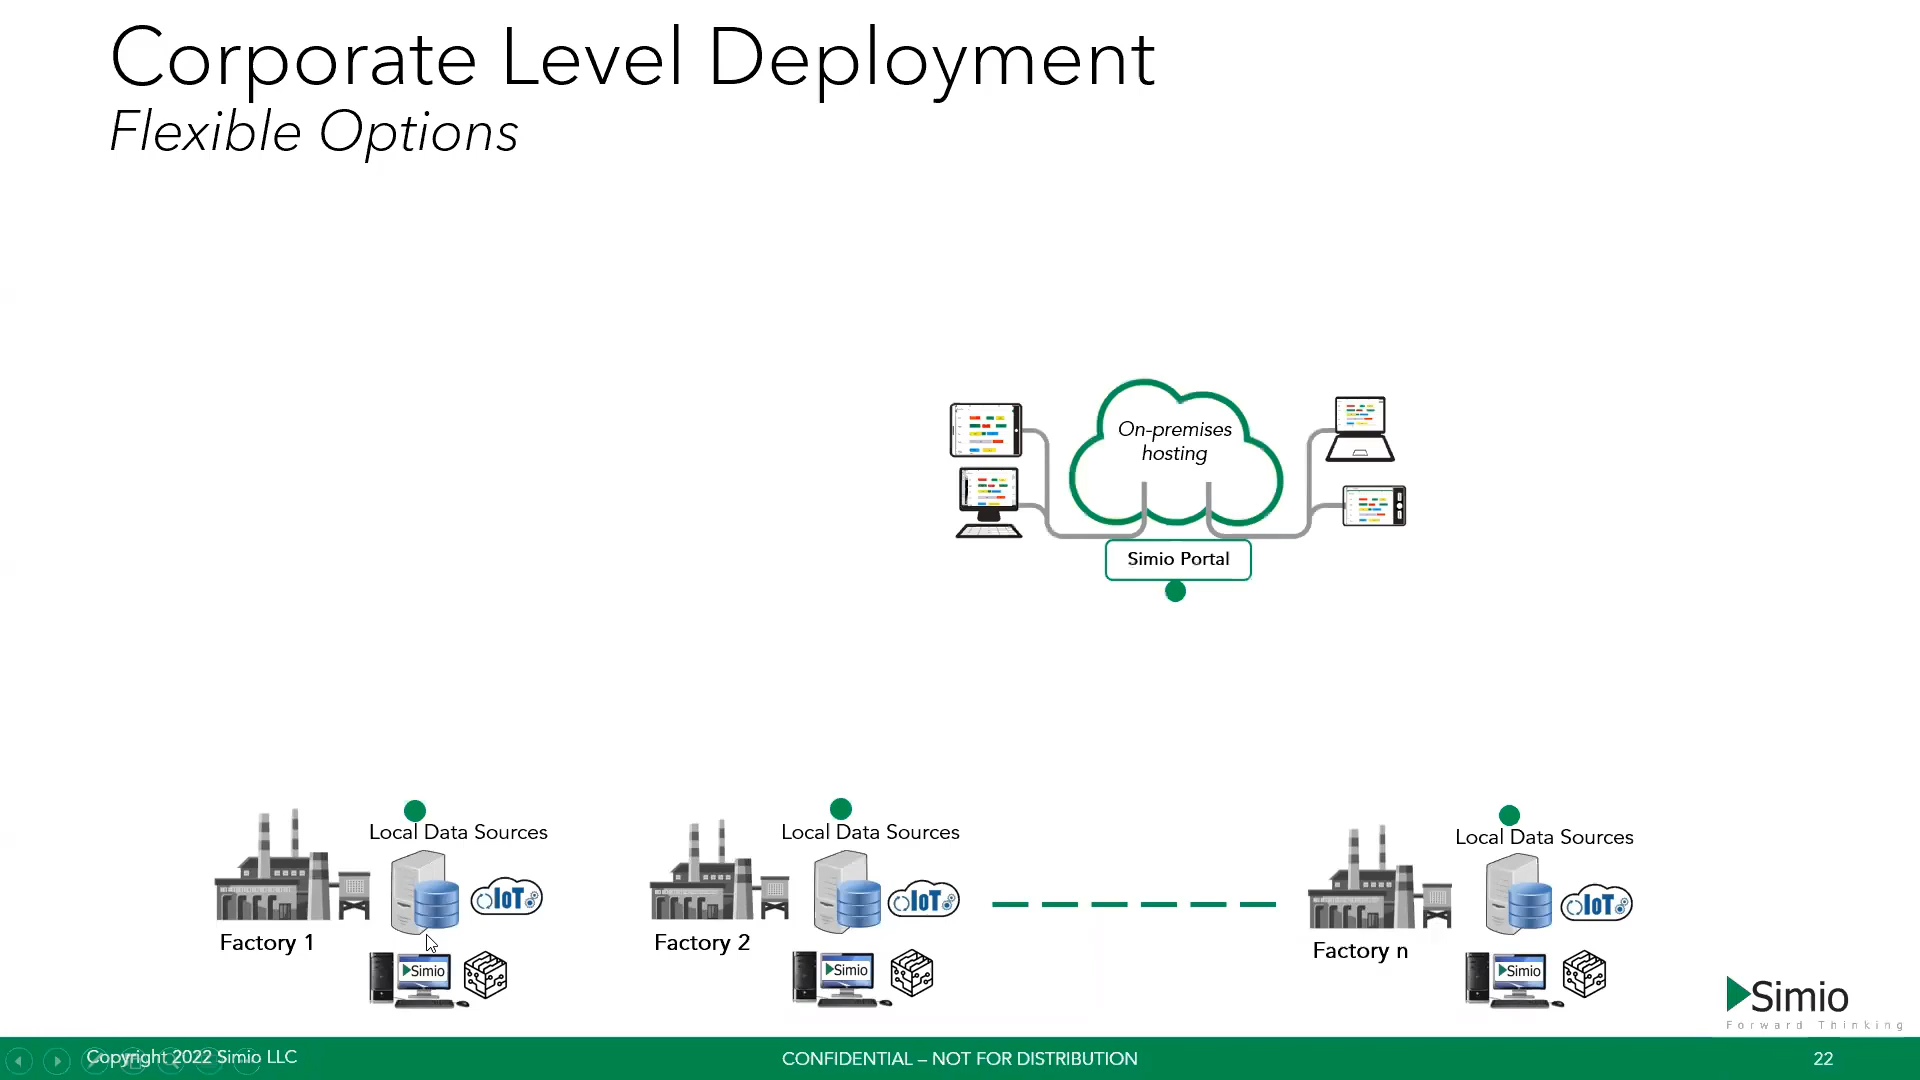 Corporate Level Deployment
Flexible Options
On-premises
hosting
Simio Portal
Local Data Sources
IoT
Factory 1
Simio
Local Data Sources
IoT
Factory 2
Simio
Local Data Sources
IoT
Factory n
Simio
Simio
Forward Thinking
Copyright 2022 Simio LLC
CONFIDENTIAL – NOT FOR DISTRIBUTION
22